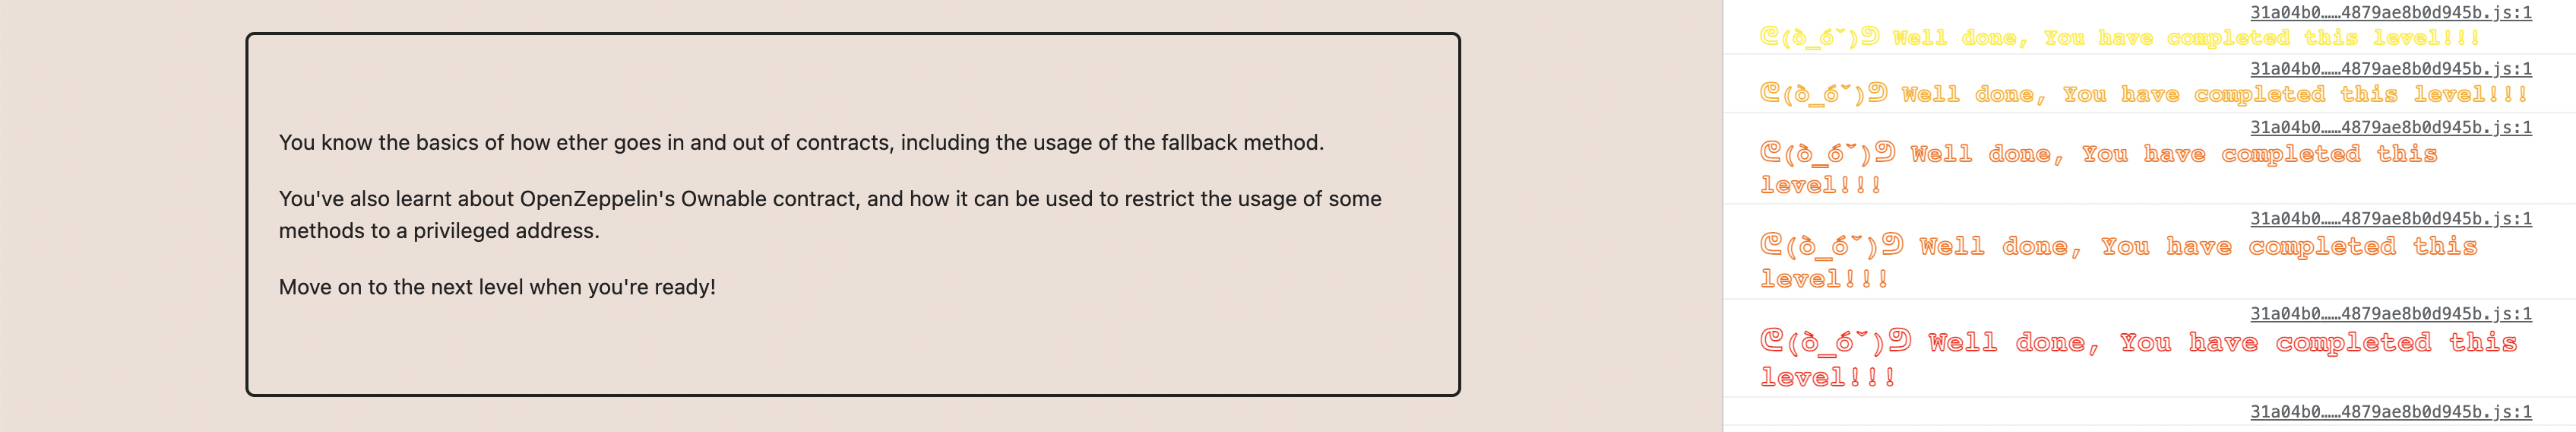 You know the basics of how ether goes in and out of contracts, including the usage of the fallback method.
You've also learnt about OpenZeppelin's Ownable contract, and how it can be used to restrict the usage of some
methods to a privileged address.
Move on to the next level when you're ready!
31a04b0……4879ae8b0d945b.js:1
ᕙ(ò_óˇ)ᕗ Well done, You have completed this level!!!
31a04b0……4879ae8b0d945b.js:1
ᕙ(ò_óˇ)ᕗ Well done, You have completed this level!!!
31a04b0……4879ae8b0d945b.js:1
ᕙ(ò_óˇ)ᕗ Well done, You have completed this
level!!!
31a04b0……4879ae8b0d945b.js:1
ᕙ(ò_óˇ)ᕗ Well done, You have completed this
level!!!
31a04b0……4879ae8b0d945b.js:1
ᕙ(ò_óˇ)ᕗ Well done, You have completed this
level!!!
31a04b0……4879ae8b0d945b.js:1